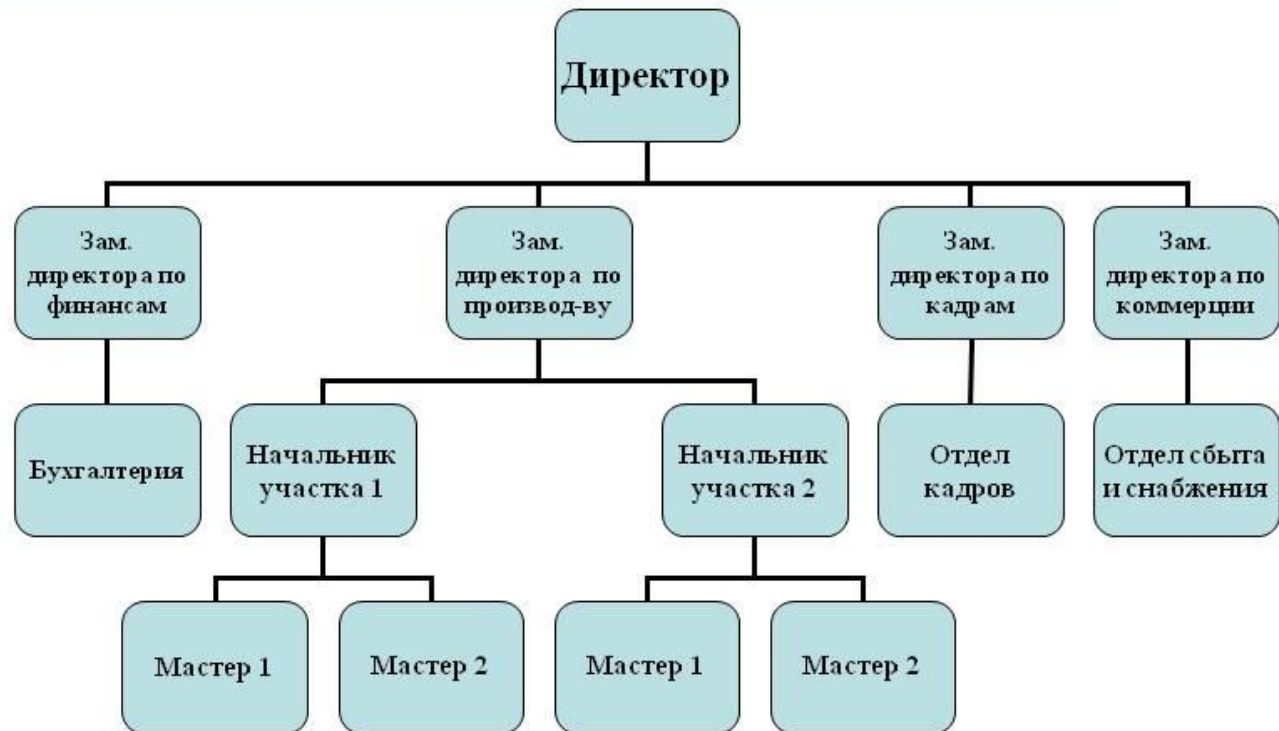 Директор
Зам.
директора по
финансам
Зам.
директора по
производ-ву
Зам.
директора по
кадрам
Зам.
директора по
коммерции
Бухгалтерия
Начальник
участка 1
Начальник
участка 2
Отдел
кадров
Отдел сбыта
и снабжения
Мастер 1
Мастер 2
Мастер 1
Мастер 2